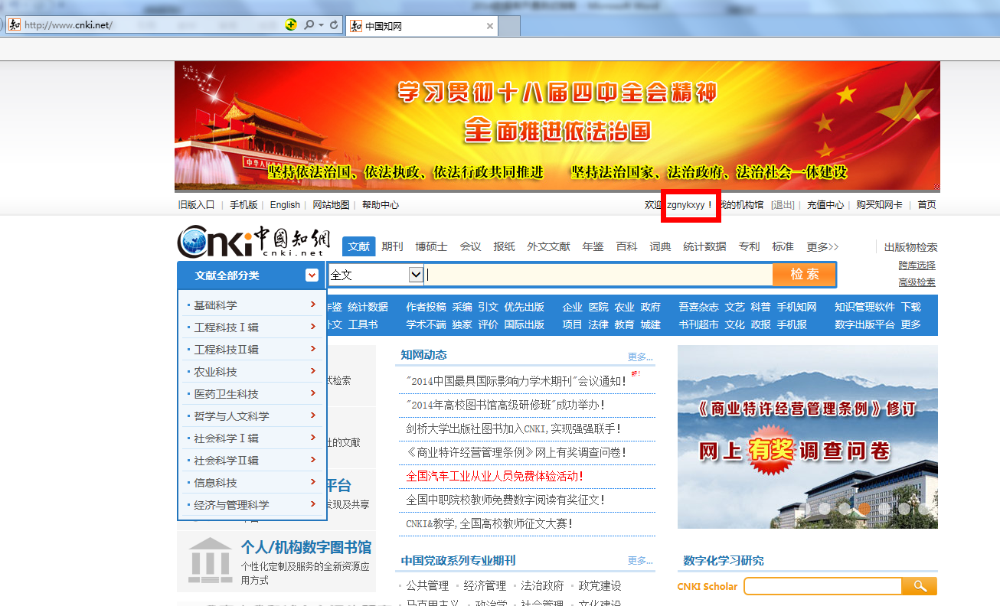 http://www.cnki.net/
中国知网
学习贯彻十八届四中全会精神
全面推进依法治国
坚持依法治国、依法执政、依法行政共同推进 坚持法治国家、法治政府、法治社会一体建设
旧版入口 | 手机版 | English | 网站地图 | 帮助中心
欢迎 zgnykxyy ! 我的机构馆 [退出] | 充值中心 | 购买知网卡 | 首页
Cnki 中國知網
cnki.net
文献 期刊 博硕士 会议 报纸 外文文献 年鉴 百科 词典 统计数据 专利 标准 更多>>
出版物检索
跨库选择
高级检索
文献全部分类
全文
检 索
基础科学
工程科技Ⅰ辑
工程科技Ⅱ辑
农业科技
医药卫生科技
哲学与人文科学
社会科学Ⅰ辑
社会科学Ⅱ辑
信息科技
经济与管理科学
年鉴 统计数据 作者投稿 采编 引文 优先出版 企业 医院 农业 政府 吾喜杂志 文艺 科普 手机知网 知识管理软件 下载
外文 工具书 学术不端 独家 评价 国际出版 项目 法律 教育 城建 书刊超市 文化 政报 手机报 数字出版平台 更多
式检索
社的文献
平台
发现及共享
个人/机构数字图书馆
个性化定制及服务的全新资源应
用方式
知网动态
更多...
"2014中国最具国际影响力学术期刊"会议通知!
新!
"2014年高校图书馆高级研修班"成功举办!
剑桥大学出版社图书加入CNKI,实现强强联手!
《商业特许经营管理条例》网上有奖调查问卷!
全国汽车工业从业人员免费体验活动!
全国中职院校教师免费数字阅读有奖征文!
CNKI&教学,全国高校教师征文大赛!
中国党政系列专业期刊
更多...
公共管理 经济管理 法治政府 政党建设
马克思主义 政治学 社会管理 文化建设
《商业特许经营管理条例》修订
网上有奖调查问卷
数字化学习研究
CNKI Scholar